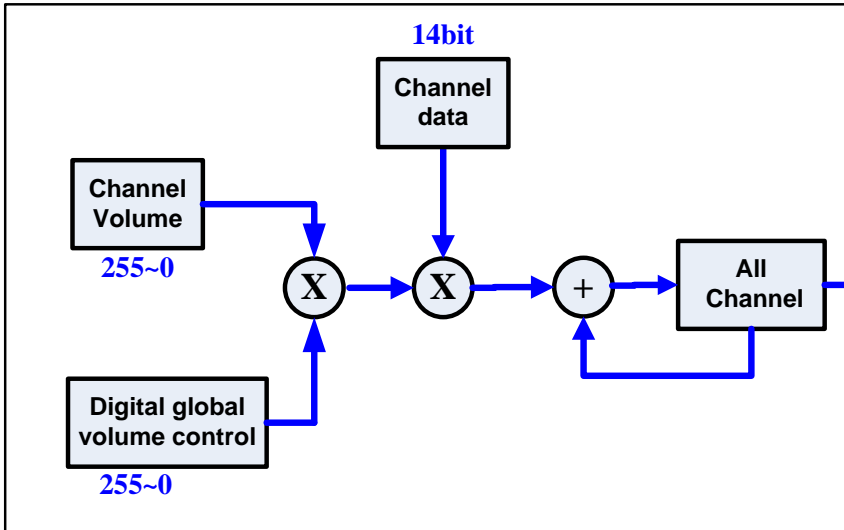 14bit
Channel
data
Channel
Volume
255~0
X
X
+
All
Channel
Digital global
volume control
255~0